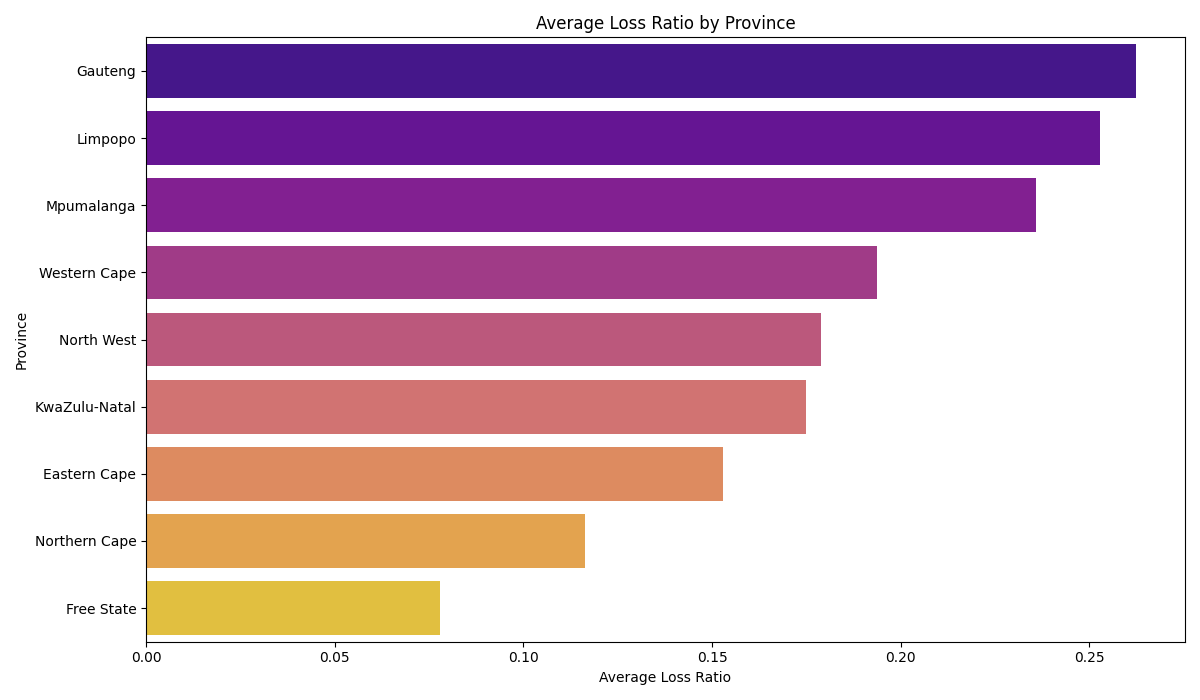 Average Loss Ratio by Province
Province
Gauteng
Limpopo
Mpumalanga
Western Cape
North West
KwaZulu-Natal
Eastern Cape
Northern Cape
Free State
0.00 0.05 0.10 0.15 0.20 0.25
Average Loss Ratio